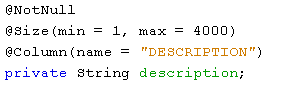 @NotNull
@Size(min = 1, max = 4000)
@Column(name = "DESCRIPTION")
private String description;